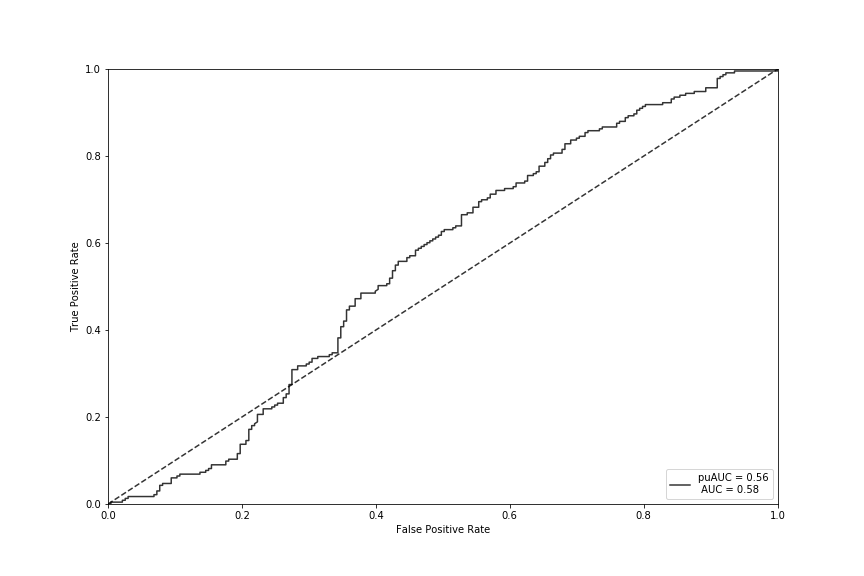 1.0
0.8
0.6
0.4
0.2
0.0
True Positive Rate
0.0 0.2 0.4 0.6 0.8 1.0
False Positive Rate
puAUC = 0.56
AUC = 0.58